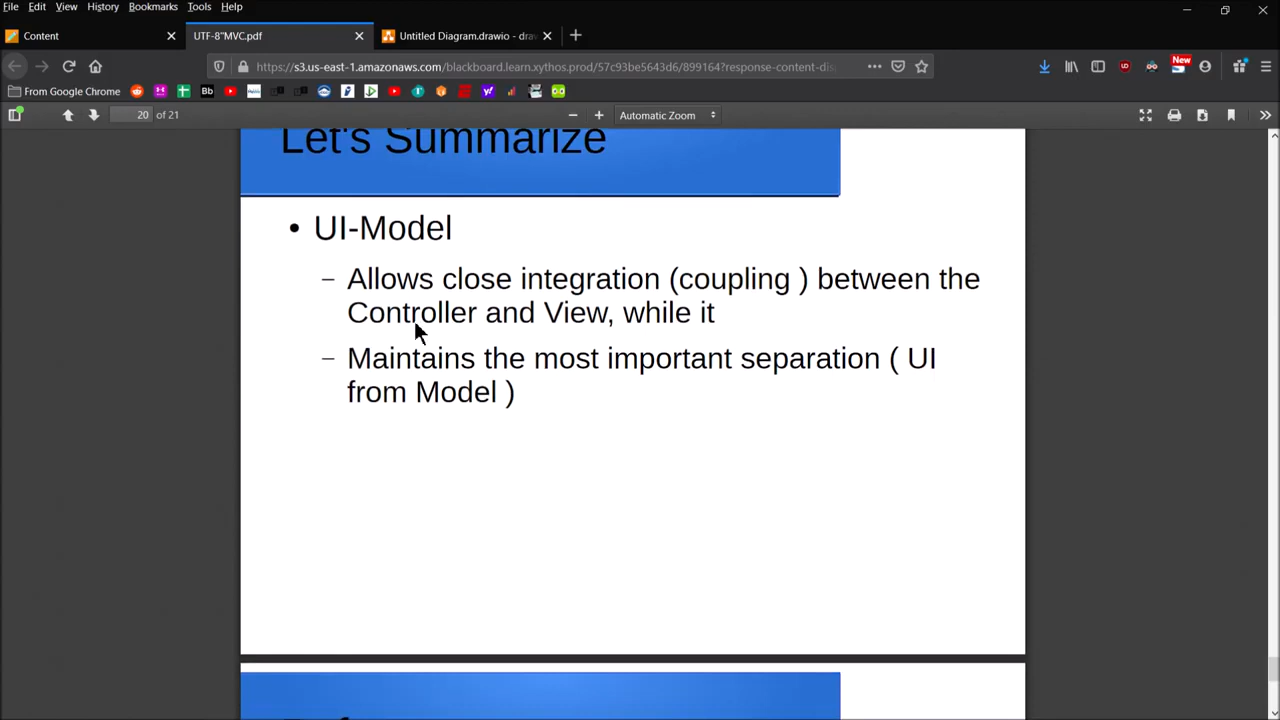 File Edit View History Bookmarks Tools Help
Content
UTF-8"MVC.pdf
Untitled Diagram.drawio - dra
https://s3.us-east-1.amazonaws.com/blackboard.learn.xythos.prod/57c93be5643d6/899164?response-content-dis
New
From Google Chrome
Bb
20 of 21
Automatic Zoom
Let's Summarize
• UI-Model
– Allows close integration (coupling ) between the
Controller and View, while it
– Maintains the most important separation ( UI
from Model )